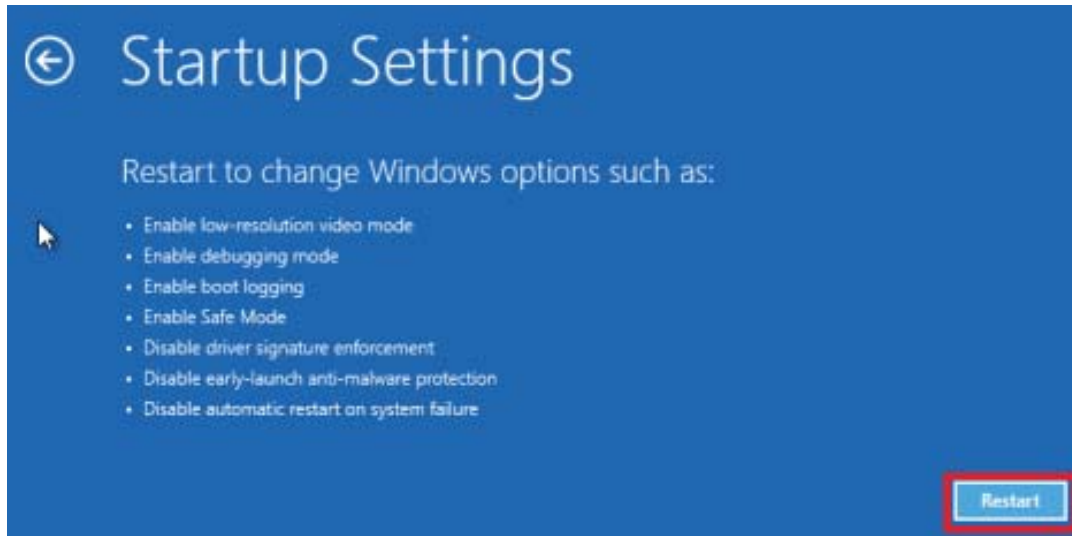 Startup Settings
Restart to change Windows options such as:
• Enable low-resolution video mode
• Enable debugging mode
• Enable boot logging
• Enable Safe Mode
• Disable driver signature enforcement
• Disable early-launch anti-malware protection
• Disable automatic restart on system failure
Restart